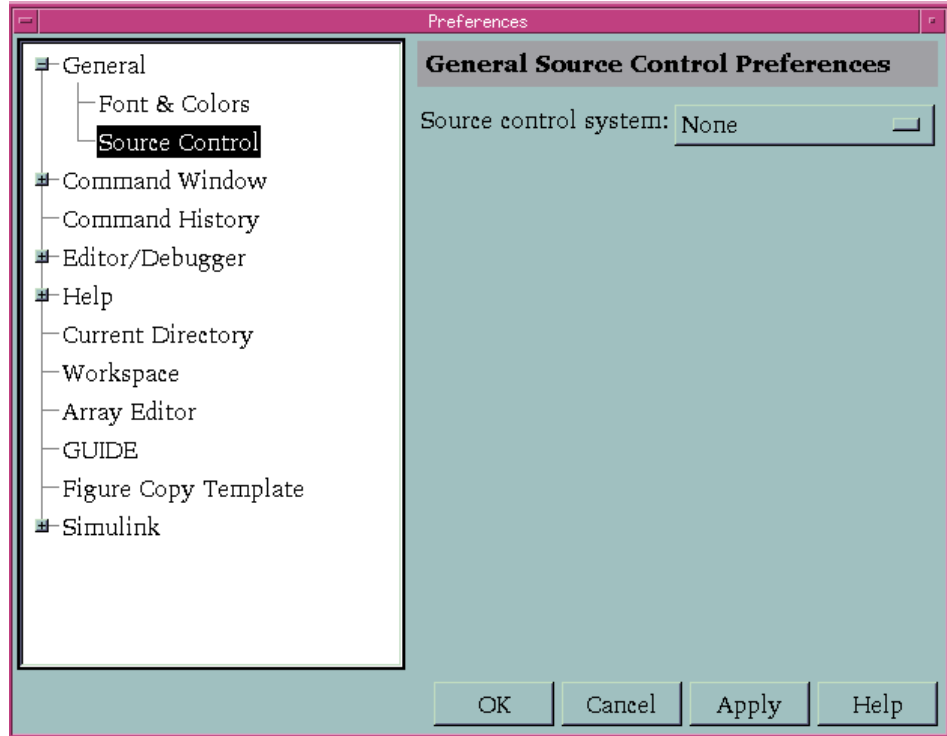 Preferences
General
Font & Colors
Source Control
Command Window
Command History
Editor/Debugger
Help
Current Directory
Workspace
Array Editor
GUIDE
Figure Copy Template
Simulink
General Source Control Preferences
Source control system: None
OK Cancel Apply Help